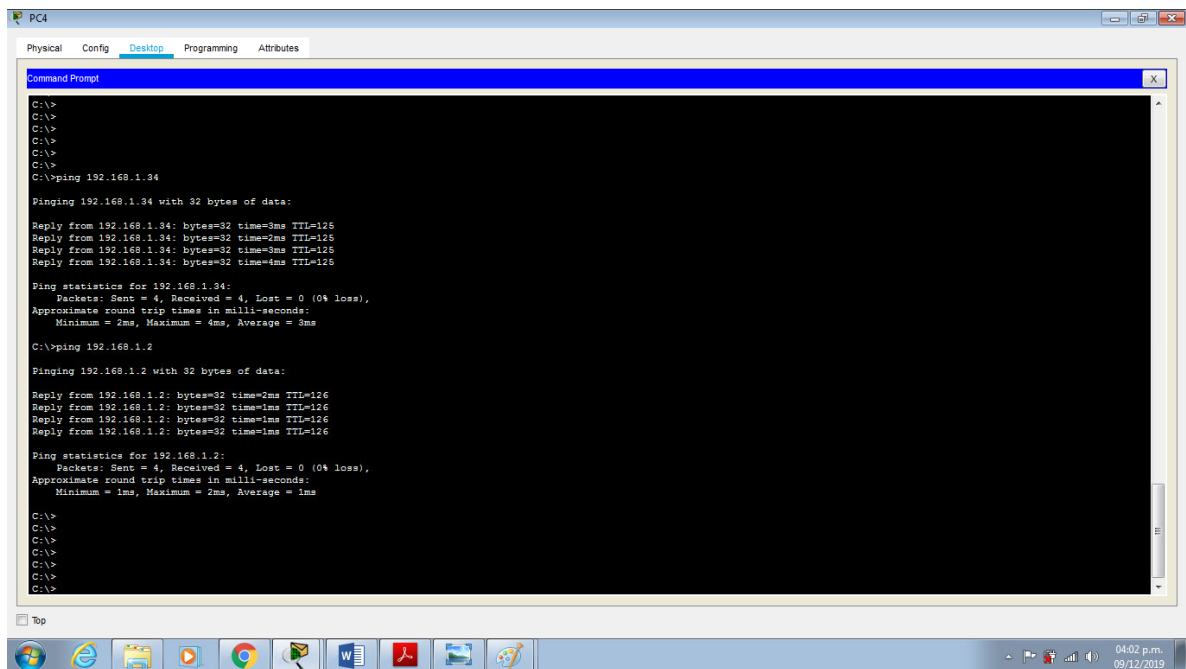 PC4
Physical Config Desktop Programming Attributes
Command Prompt
X
C:\>
C:\>
C:\>
C:\>
C:\>
C:\>
C:\>ping 192.168.1.34
Pinging 192.168.1.34 with 32 bytes of data:
Reply from 192.168.1.34: bytes=32 time=3ms TTL=125
Reply from 192.168.1.34: bytes=32 time=2ms TTL=125
Reply from 192.168.1.34: bytes=32 time=3ms TTL=125
Reply from 192.168.1.34: bytes=32 time=4ms TTL=125
Ping statistics for 192.168.1.34:
Packets: Sent = 4, Received = 4, Lost = 0 (0% loss),
Approximate round trip times in milli-seconds:
Minimum = 2ms, Maximum = 4ms, Average = 3ms
C:\>ping 192.168.1.2
Pinging 192.168.1.2 with 32 bytes of data:
Reply from 192.168.1.2: bytes=32 time=2ms TTL=126
Reply from 192.168.1.2: bytes=32 time=1ms TTL=126
Reply from 192.168.1.2: bytes=32 time=1ms TTL=126
Reply from 192.168.1.2: bytes=32 time=1ms TTL=126
Ping statistics for 192.168.1.2:
Packets: Sent = 4, Received = 4, Lost = 0 (0% loss),
Approximate round trip times in milli-seconds:
Minimum = 1ms, Maximum = 2ms, Average = 1ms
C:\>
C:\>
C:\>
C:\>
C:\>
C:\>
C:\>
Top
04:02 p.m.
09/12/2019